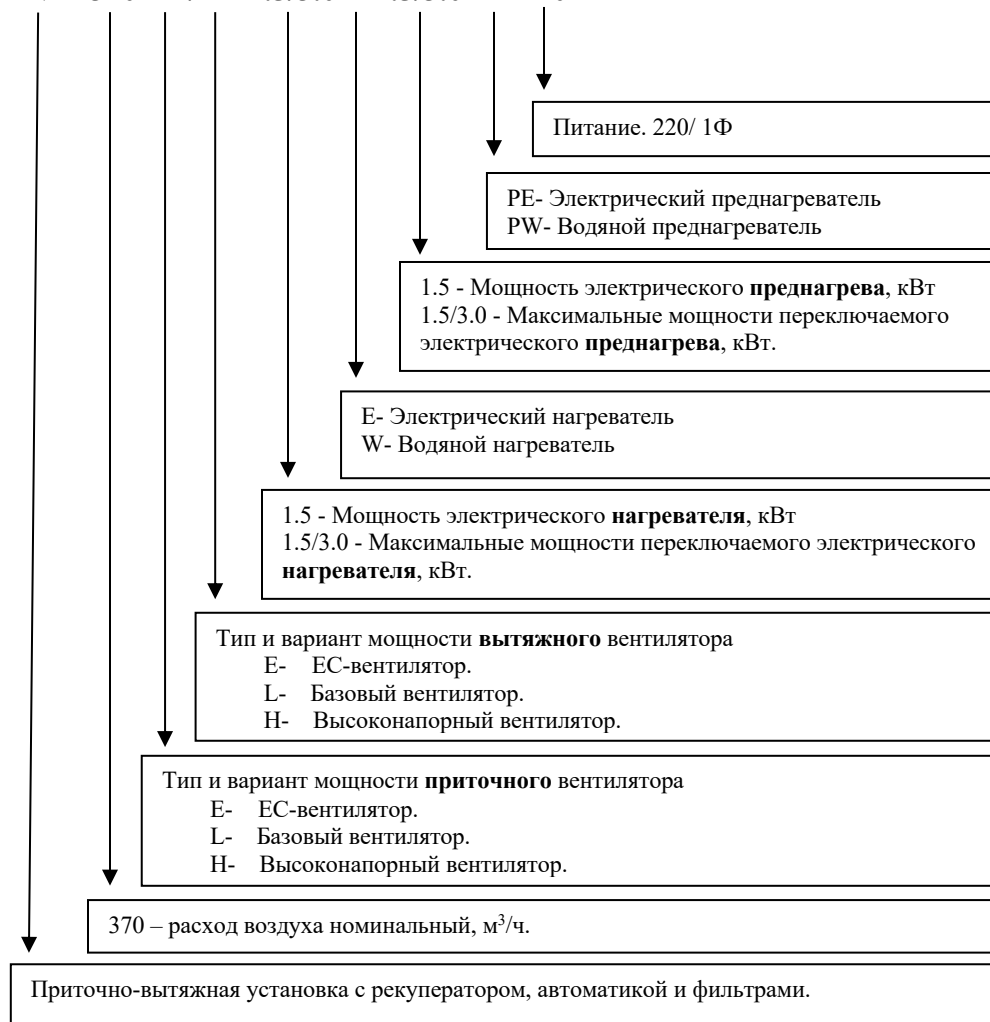 Питание. 220/ 1Ф
PE- Электрический преднагреватель
PW- Водяной преднагреватель
1.5 - Мощность электрического преднагрева, кВт
1.5/3.0 - Максимальные мощности переключаемого
электрического преднагрева, кВт.
E- Электрический нагреватель
W- Водяной нагреватель
1.5 - Мощность электрического нагревателя, кВт
1.5/3.0 - Максимальные мощности переключаемого электрического
нагревателя, кВт.
Тип и вариант мощности вытяжного вентилятора
E- ЕС-вентилятор.
L- Базовый вентилятор.
H- Высоконапорный вентилятор.
Тип и вариант мощности приточного вентилятора
E- ЕС-вентилятор.
L- Базовый вентилятор.
H- Высоконапорный вентилятор.
370 – расход воздуха номинальный, м³/ч.
Приточно-вытяжная установка с рекуператором, автоматикой и фильтрами.